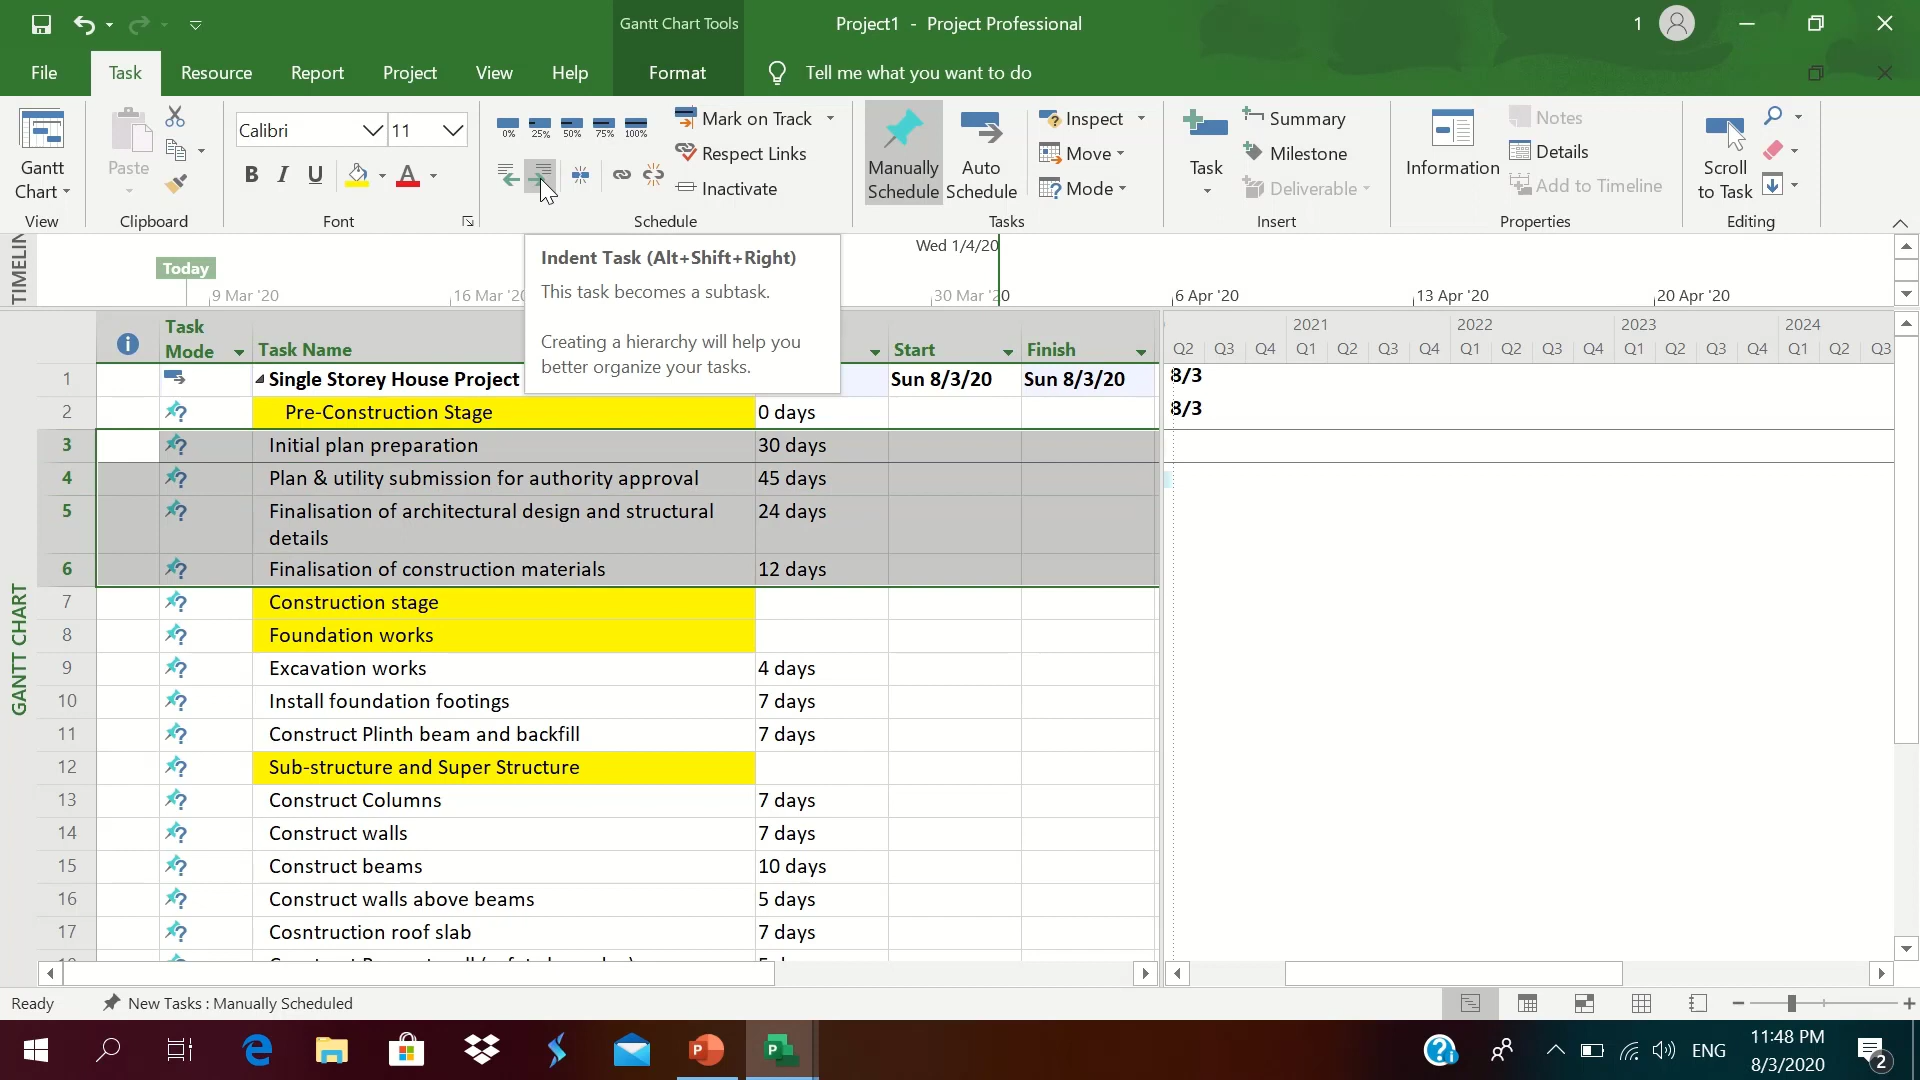 Gantt Chart Tools
Project1 - Project Professional
1
File
Task
Resource
Report
Project
View
Help
Format
Tell me what you want to do
Gantt
Chart
View
Paste
Clipboard
Calibri
11
B I U A
Font
0%
25%
50%
75%
100%
Mark on Track
Respect Links
Inactivate
Schedule
Manually
Schedule
Auto
Schedule
Inspect
Move
Mode
Tasks
Task
Summary
Milestone
Deliverable
Insert
Information
Notes
Details
Add to Timeline
Properties
Scroll
to Task
Editing
TIMELIN
Today
Wed 1/4/20
9 Mar '20
16 Mar '20
30 Mar '20
6 Apr '20
13 Apr '20
20 Apr '20
Indent Task (Alt+Shift+Right)
This task becomes a subtask.
Creating a hierarchy will help you
better organize your tasks.
GANTT CHART
Task
Mode
Task Name
Start
Finish
2021
2022
2023
2024
Q2 Q3 Q4 Q1 Q2 Q3 Q4 Q1 Q2 Q3 Q4 Q1 Q2 Q3 Q4 Q1 Q2 Q3
1 Single Storey House Project Sun 8/3/20 Sun 8/3/20 8/3
2 Pre-Construction Stage 0 days 8/3
3 Initial plan preparation 30 days
4 Plan & utility submission for authority approval 45 days
5 Finalisation of architectural design and structural 24 days
details
6 Finalisation of construction materials 12 days
7 Construction stage
8 Foundation works
9 Excavation works 4 days
10 Install foundation footings 7 days
11 Construct Plinth beam and backfill 7 days
12 Sub-structure and Super Structure
13 Construct Columns 7 days
14 Construct walls 7 days
15 Construct beams 10 days
16 Construct walls above beams 5 days
17 Cosntruction roof slab 7 days
Ready
New Tasks : Manually Scheduled
ENG
11:48 PM
8/3/2020
2